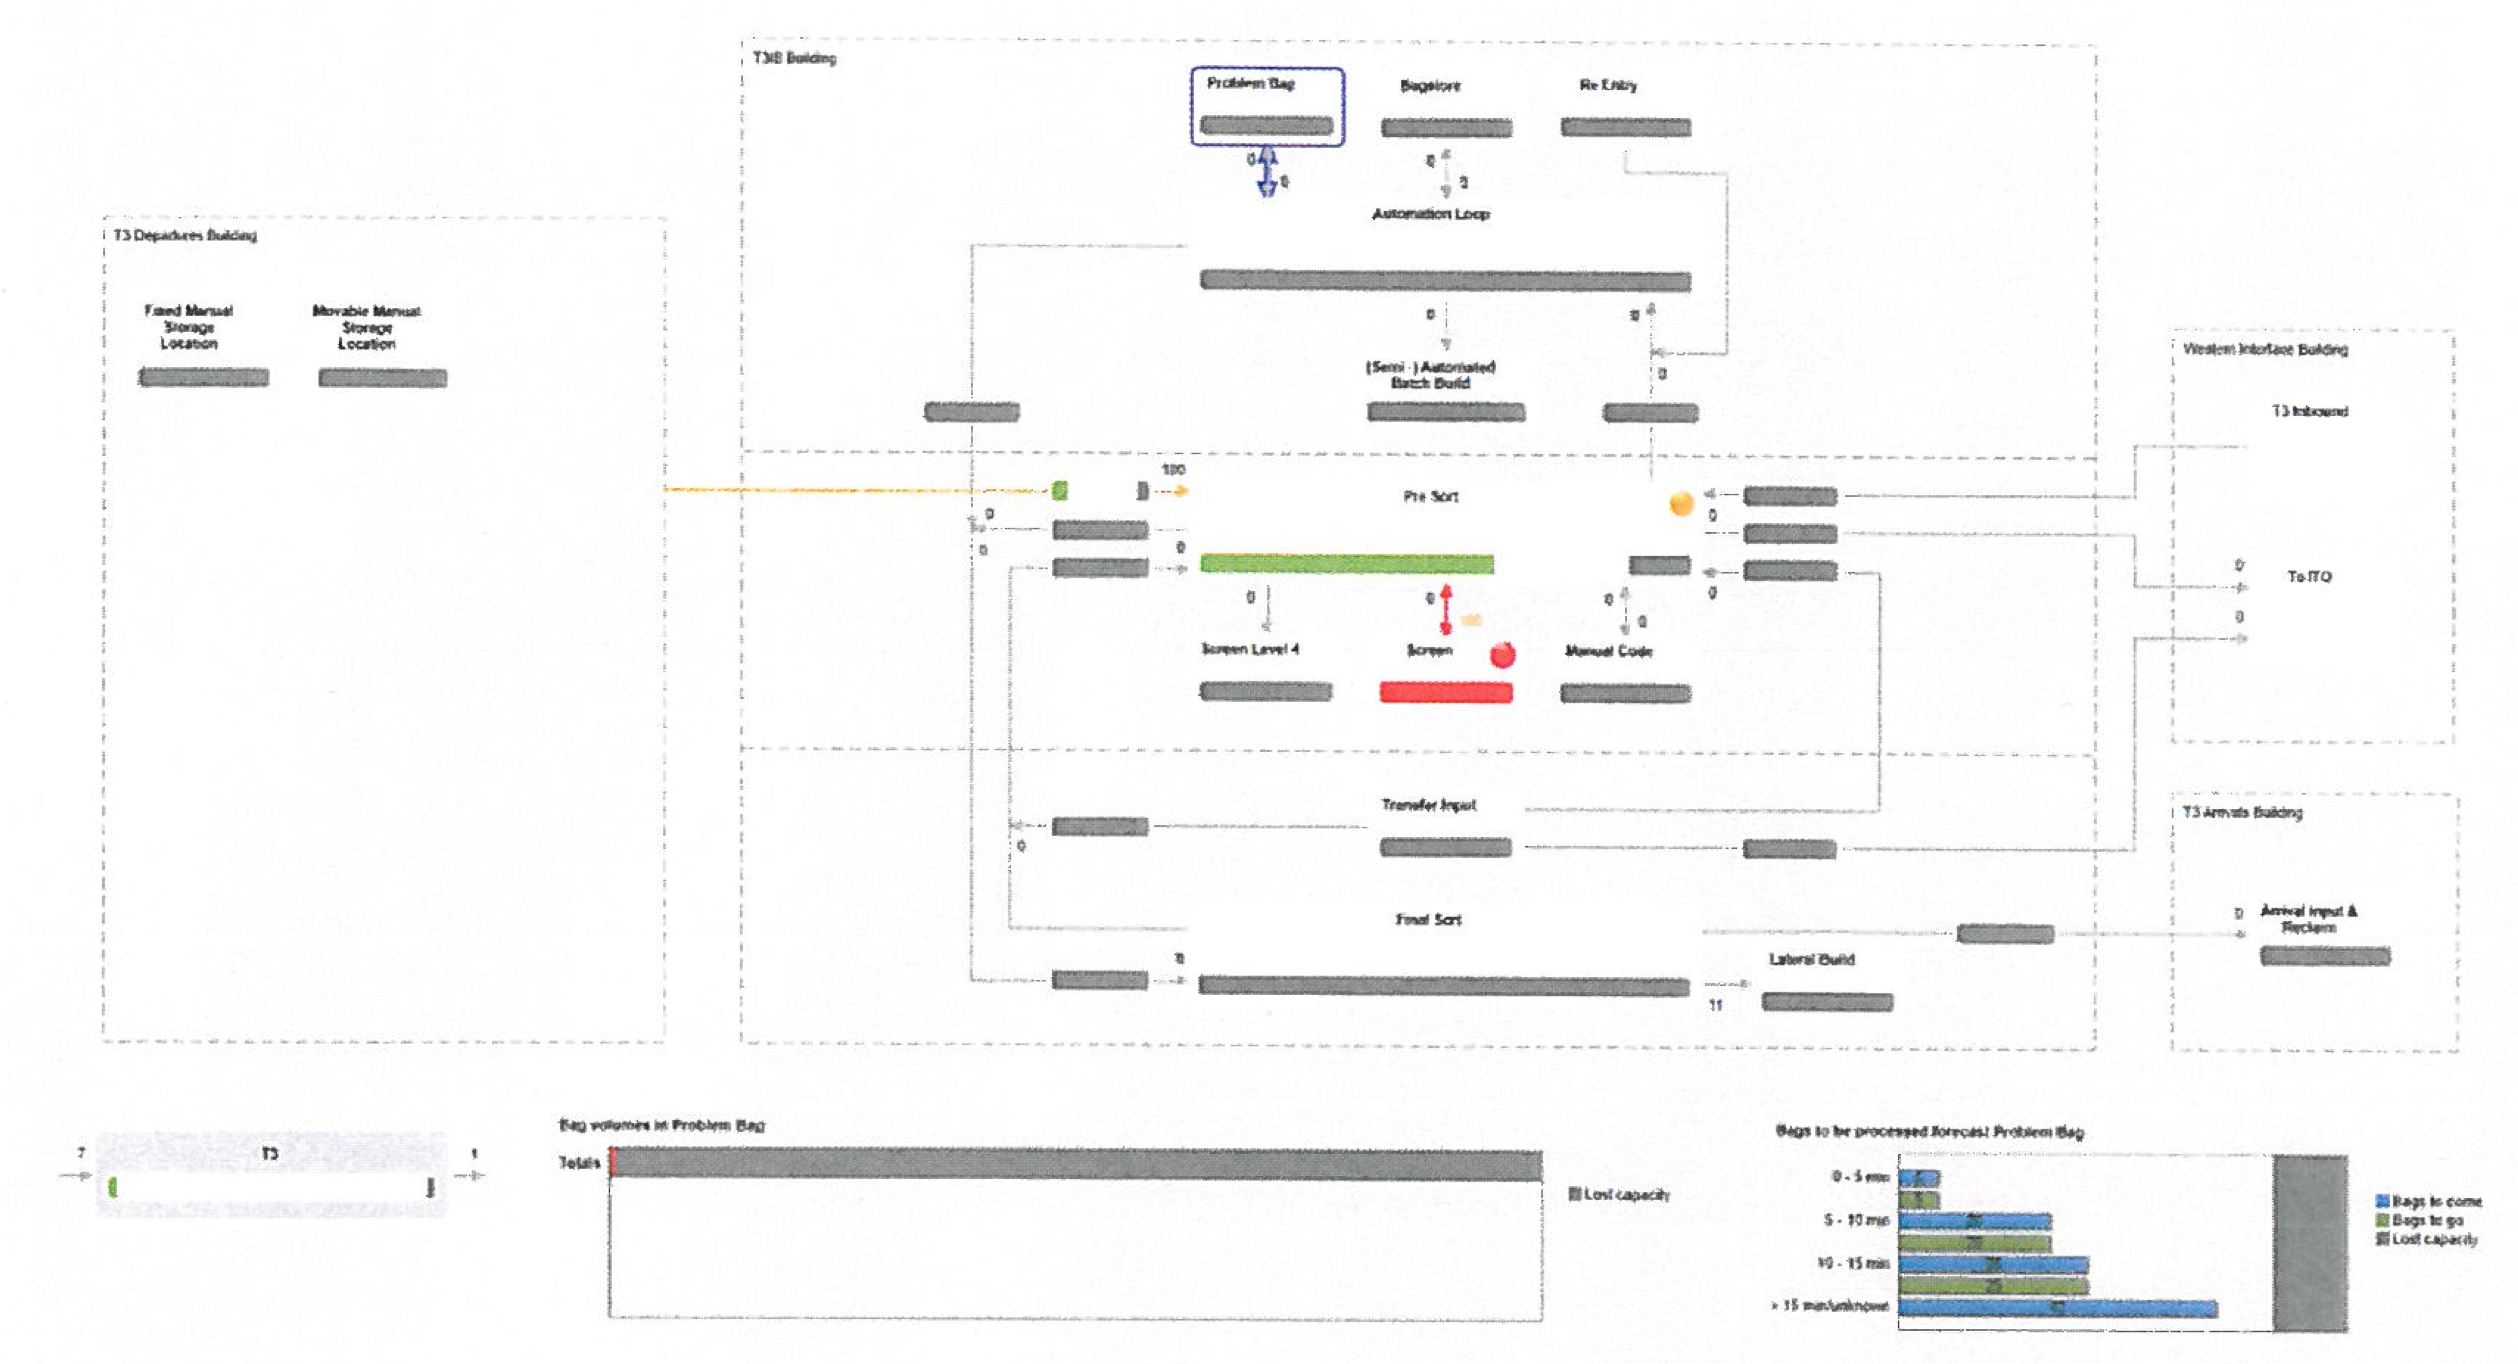 T3IB Building
Problem Bag
Bagstore
Re Entry
0
0
0
0
Automation Loop
T3 Departures Building
Fixed Manual
Storage
Location
Movable Manual
Storage
Location
0
0
(Semi-) Automated
Batch Build
0
Western Interface Building
T3 Inbound
180
Pre Sort
0
0
0
0
0
0
0
0
0
0
To ITO
0
0
Screen Level 4
Screen
Manual Code
Transfer Input
0
T3 Arrivals Building
Final Sort
0
Arrival Input &
Reclaim
0
Lateral Build
11
7
T3
1
Bag volumes in Problem Bag
Totals
Lost capacity
Bags to be processed forecast Problem Bag
0 - 5 min
5 - 10 min
10 - 15 min
> 15 min/unknown
Bags to come
Bags to go
Lost capacity